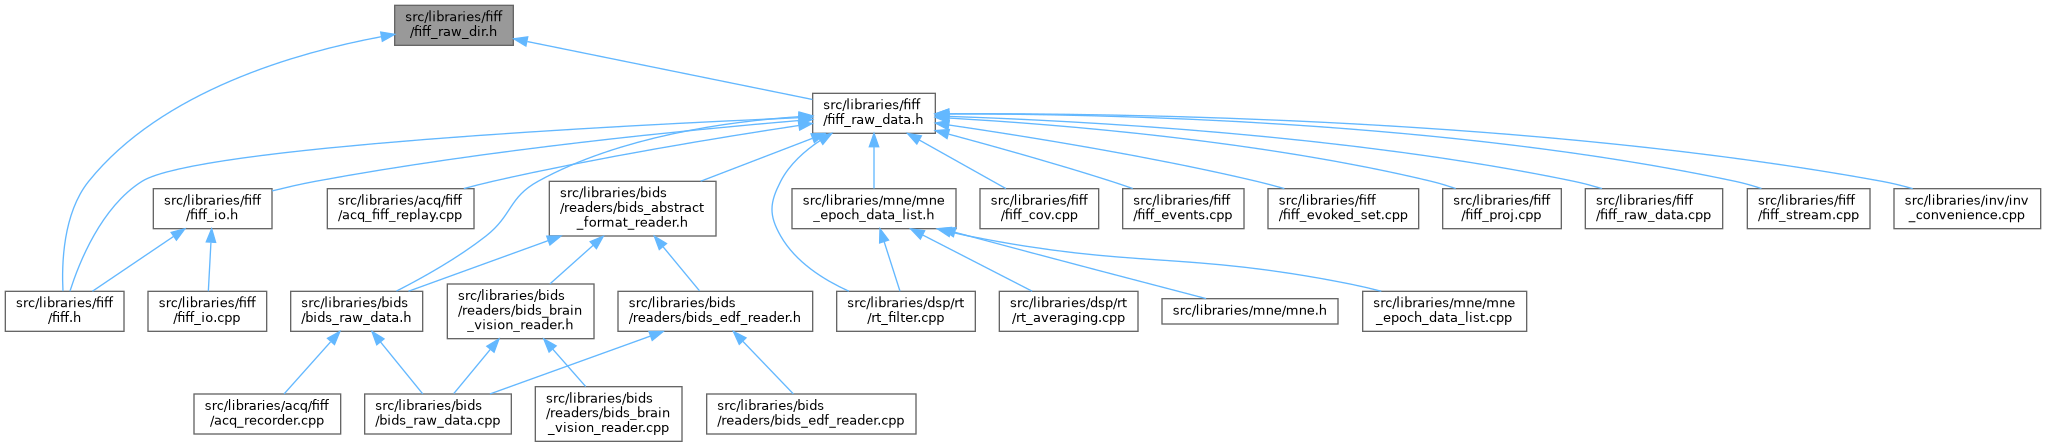 src/libraries/fiff
/fiff_raw_dir.h
src/libraries/fiff
/fiff_raw_data.h
src/libraries/fiff
/fiff_io.h
src/libraries/acq/fiff
/acq_fiff_replay.cpp
src/libraries/bids
/readers/bids_abstract
_format_reader.h
src/libraries/mne/mne
_epoch_data_list.h
src/libraries/fiff
/fiff_cov.cpp
src/libraries/fiff
/fiff_events.cpp
src/libraries/fiff
/fiff_evoked_set.cpp
src/libraries/fiff
/fiff_proj.cpp
src/libraries/fiff
/fiff_raw_data.cpp
src/libraries/fiff
/fiff_stream.cpp
src/libraries/inv/inv
_convenience.cpp
src/libraries/fiff
/fiff.h
src/libraries/fiff
/fiff_io.cpp
src/libraries/bids
/bids_raw_data.h
src/libraries/bids
/readers/bids_brain
_vision_reader.h
src/libraries/bids
/readers/bids_edf_reader.h
src/libraries/dsp/rt
/rt_filter.cpp
src/libraries/dsp/rt
/rt_averaging.cpp
src/libraries/mne/mne.h
src/libraries/mne/mne
_epoch_data_list.cpp
src/libraries/acq/fiff
/acq_recorder.cpp
src/libraries/bids
/bids_raw_data.cpp
src/libraries/bids
/readers/bids_brain
_vision_reader.cpp
src/libraries/bids
/readers/bids_edf_reader.cpp